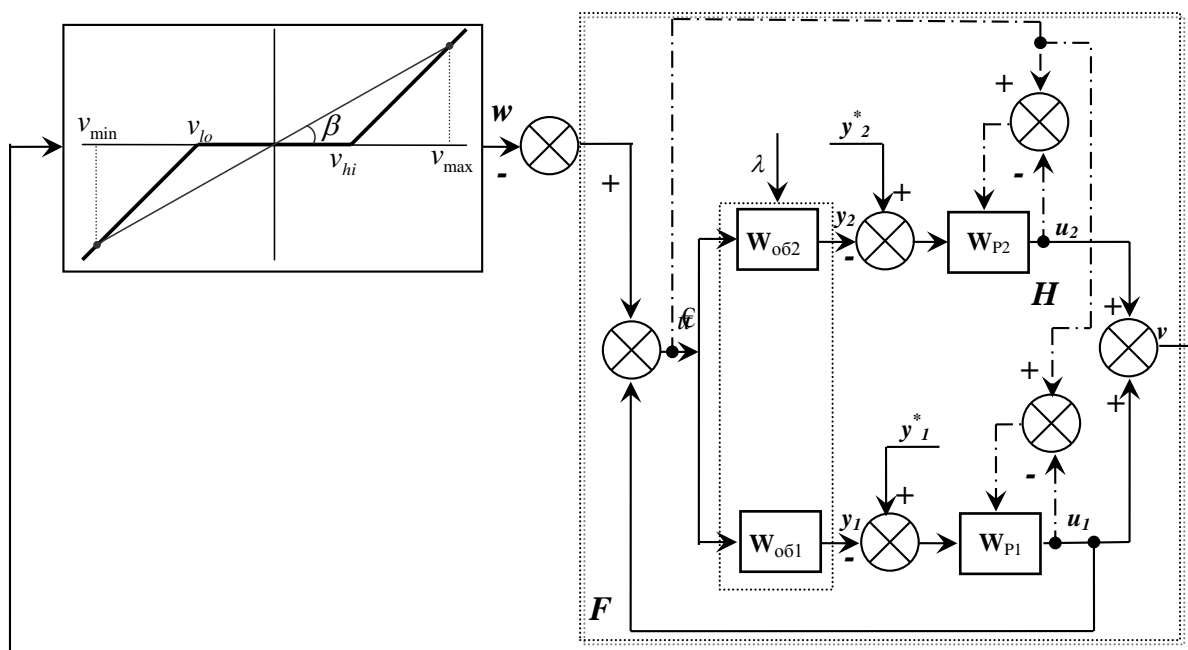 v_min
v_lo
β
v_hi
v_max
w
-
+
λ
y*_2
+
y_2
-
W_об2
W_P2
u_2
+
-
H
+
v
+
+
-
y*_1
+
y_1
-
W_об1
W_P1
u_1
F